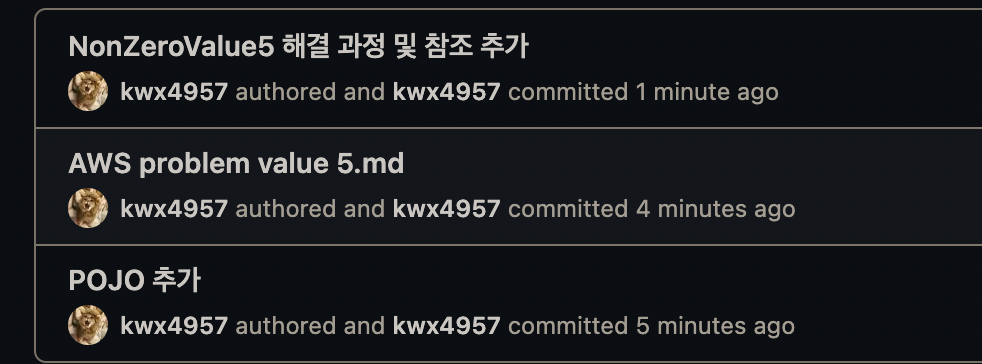 NonZeroValue5 해결 과정 및 참조 추가
kwx4957 authored and kwx4957 committed 1 minute ago
AWS problem value 5.md
kwx4957 authored and kwx4957 committed 4 minutes ago
POJO 추가
kwx4957 authored and kwx4957 committed 5 minutes ago